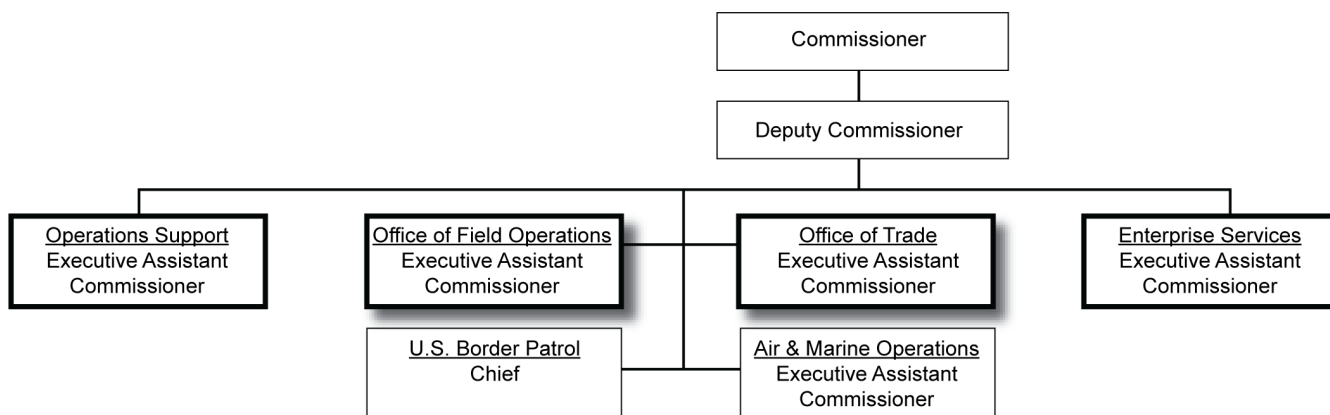 Commissioner
Deputy Commissioner
Operations Support
Executive Assistant
Commissioner
Office of Field Operations
Executive Assistant
Commissioner
Office of Trade
Executive Assistant
Commissioner
Enterprise Services
Executive Assistant
Commissioner
U.S. Border Patrol
Chief
Air & Marine Operations
Executive Assistant
Commissioner